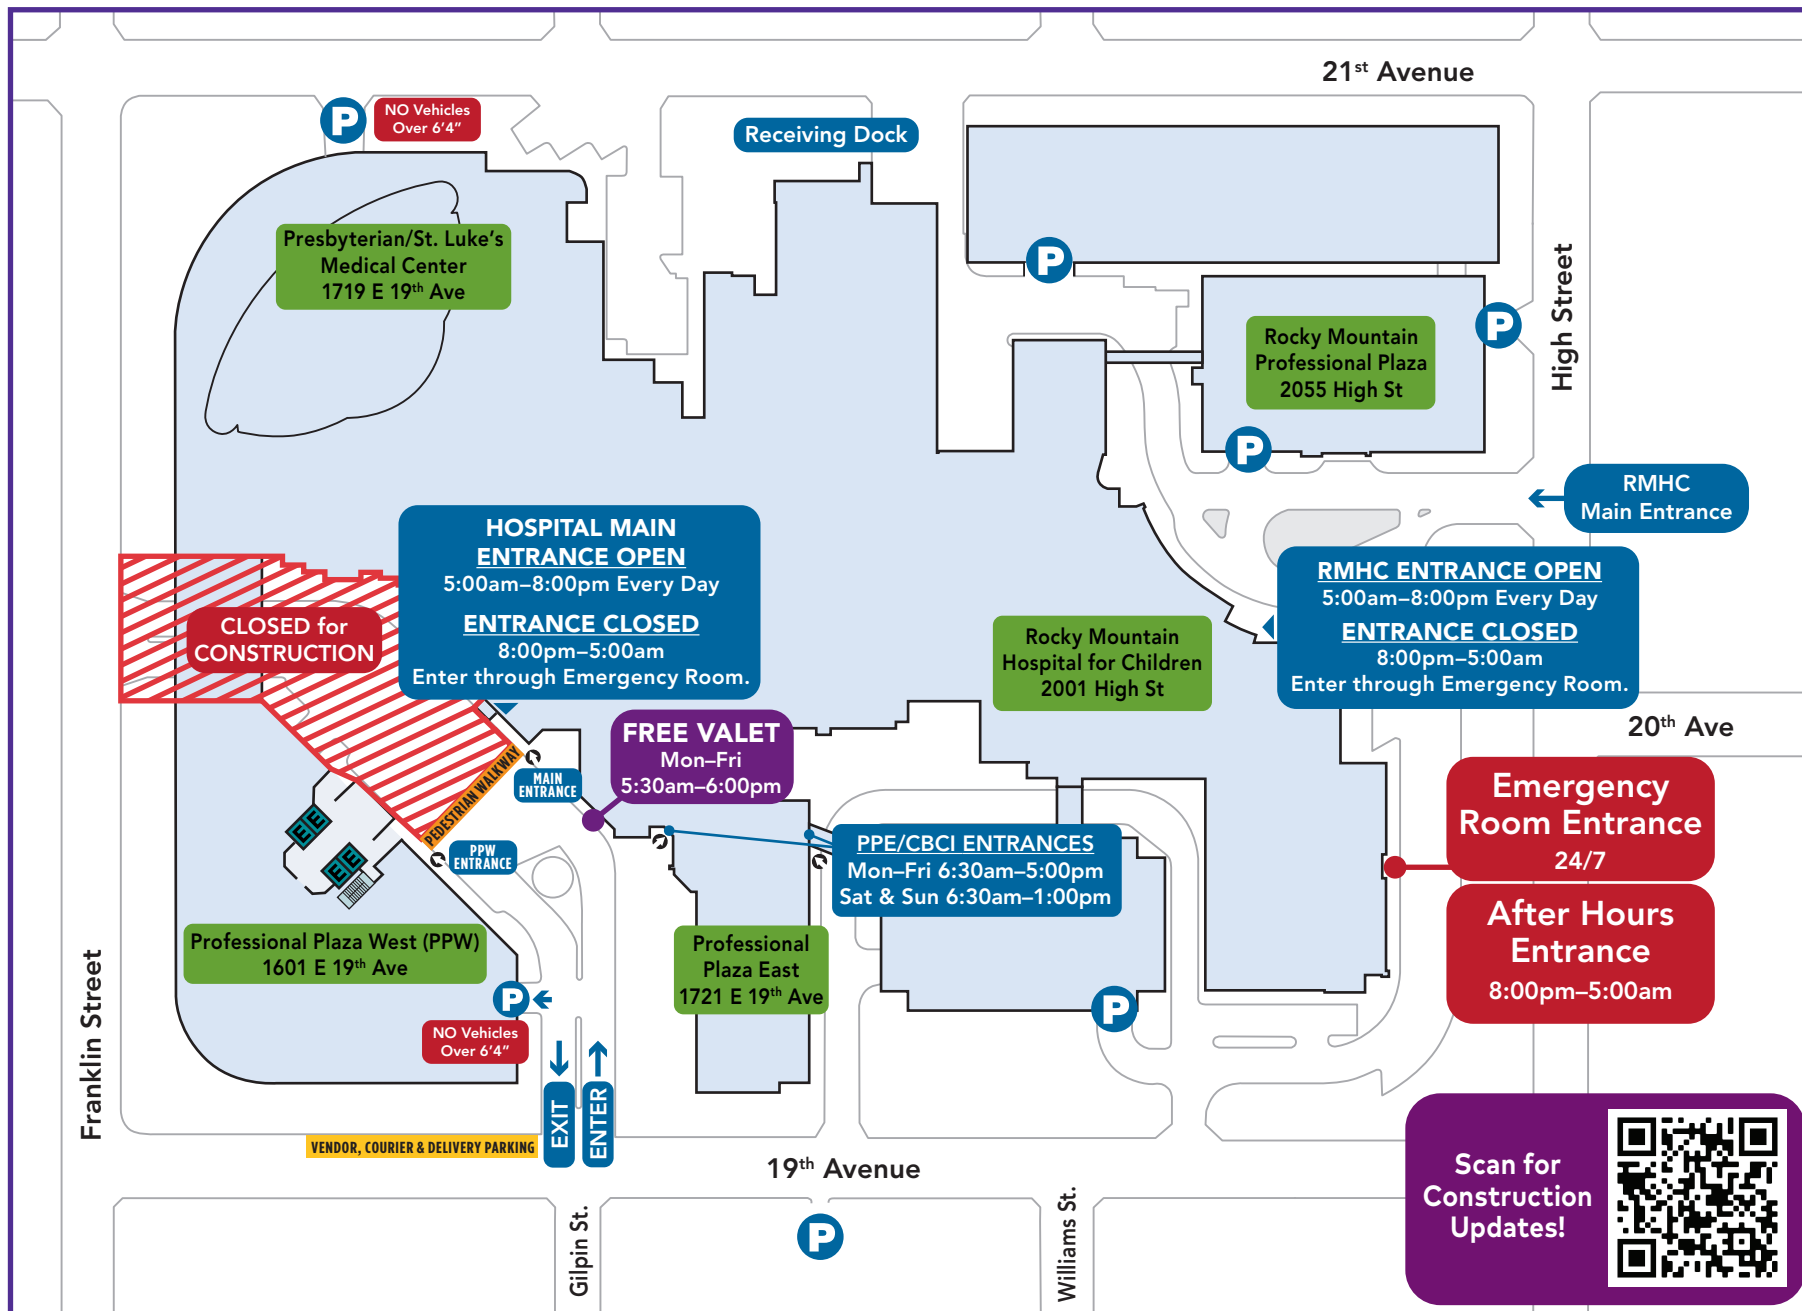 21st Avenue
P
NO Vehicles
Over 6'4"
Receiving Dock
Presbyterian/St. Luke's
Medical Center
1719 E 19th Ave
P
P
High Street
Rocky Mountain
Professional Plaza
2055 High St
P
RMHC
Main Entrance
HOSPITAL MAIN
ENTRANCE OPEN
5:00am–8:00pm Every Day
ENTRANCE CLOSED
8:00pm–5:00am
Enter through Emergency Room.
RMHC ENTRANCE OPEN
5:00am–8:00pm Every Day
ENTRANCE CLOSED
8:00pm–5:00am
Enter through Emergency Room.
CLOSED for
CONSTRUCTION
Rocky Mountain
Hospital for Children
2001 High St
20th Ave
FREE VALET
Mon–Fri
5:30am–6:00pm
PEDESTRIAN WALKWAY
MAIN
ENTRANCE
Emergency
Room Entrance
24/7
EE
EE
PPW
ENTRANCE
PPE/CBCI ENTRANCES
Mon–Fri 6:30am–5:00pm
Sat & Sun 6:30am–1:00pm
After Hours
Entrance
8:00pm–5:00am
Professional Plaza West (PPW)
1601 E 19th Ave
Professional
Plaza East
1721 E 19th Ave
P
P
NO Vehicles
Over 6'4"
Franklin Street
EXIT
ENTER
VENDOR, COURIER & DELIVERY PARKING
19th Avenue
Gilpin St.
P
Williams St.
Scan for
Construction
Updates!